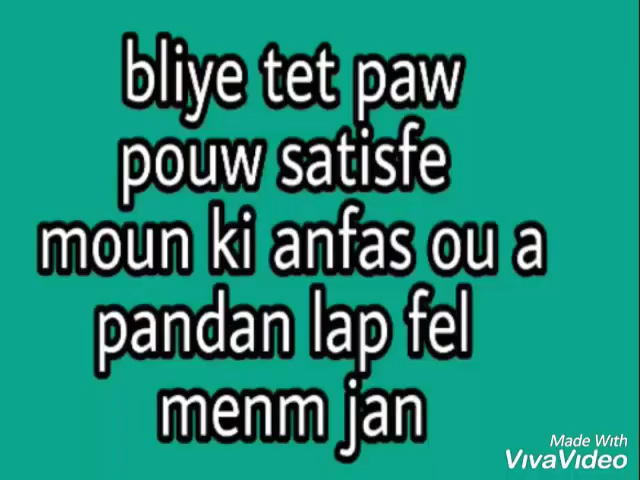 bliye tet paw
pouw satisfe
moun ki anfas ou a
pandan lap fel
menm jan
Made With
VivaVideo